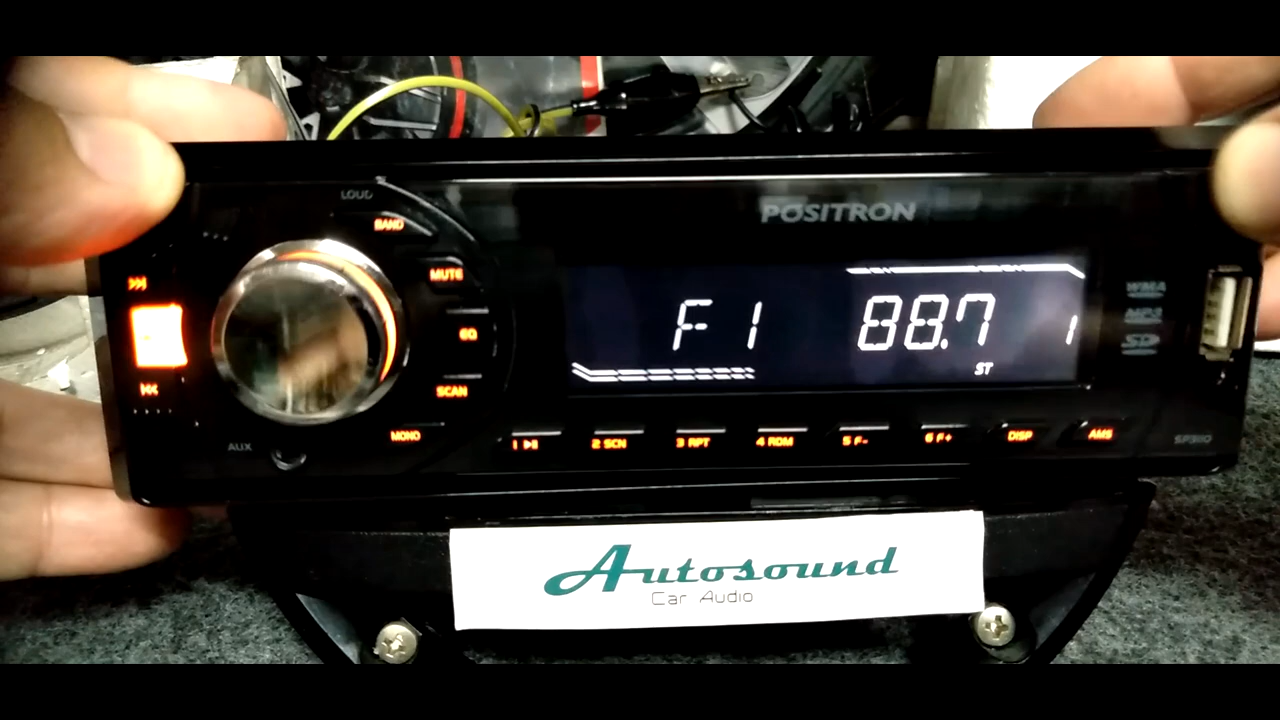 LOUD
BAND
POSITRON
MUTE
WMA
F1 88.7 1
MP3
EQ
SD
ST
SCAN
MONO
1 2 SCN 3 RPT 4 RDM 5 F- 6 F+ DISP AMS
AUX
SP3110
Autosound
Car Audio